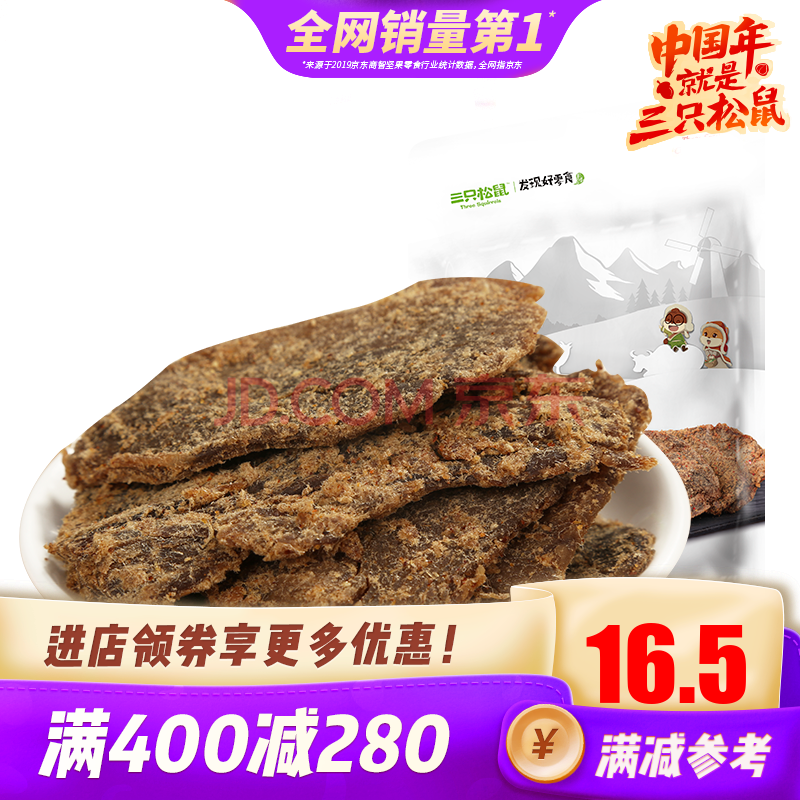 全网销量第1*
*来源于2019京东商智坚果零食行业统计数据,全网指京东
中国年
就是
三只松鼠
三只松鼠 | 发现好零食
Three Squirrels
JD.COM 京东
进店领券享更多优惠!
16.5
满400减280
¥
满减参考